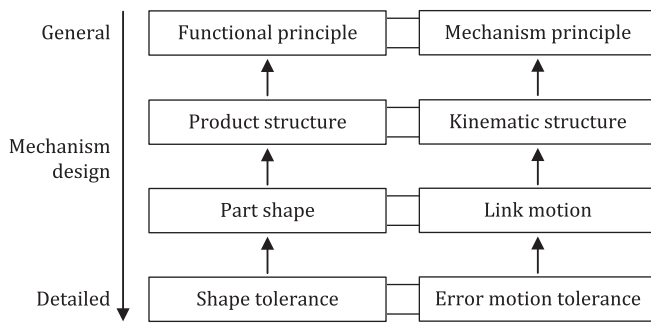 General
Functional principle
Mechanism principle
Product structure
Kinematic structure
Mechanism
design
Part shape
Link motion
Detailed
Shape tolerance
Error motion tolerance